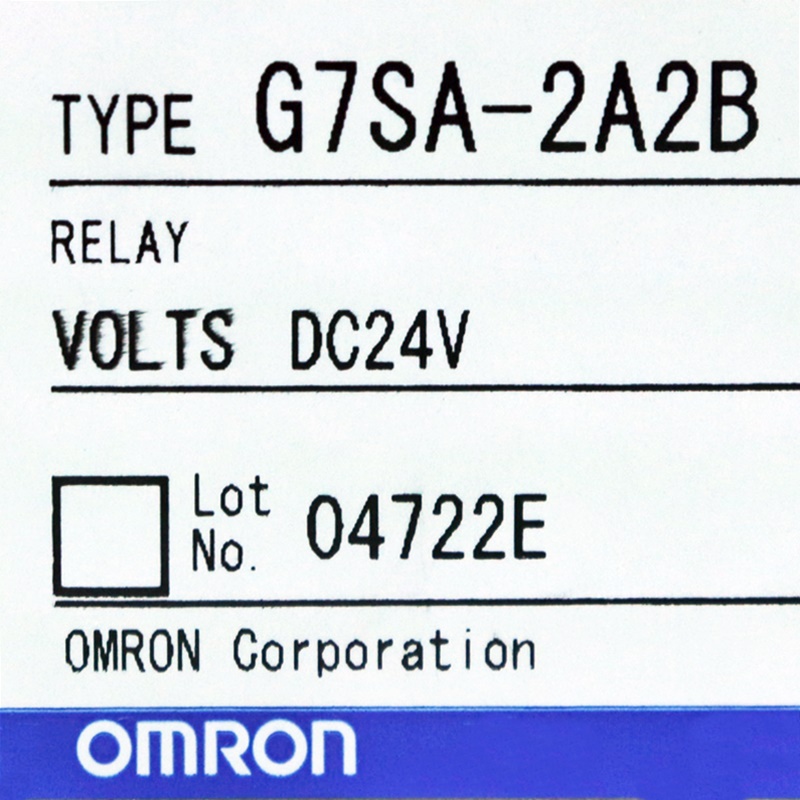 TYPE G7SA-2A2B
RELAY
VOLTS DC24V
Lot No. 04722E
OMRON Corporation
OMRON